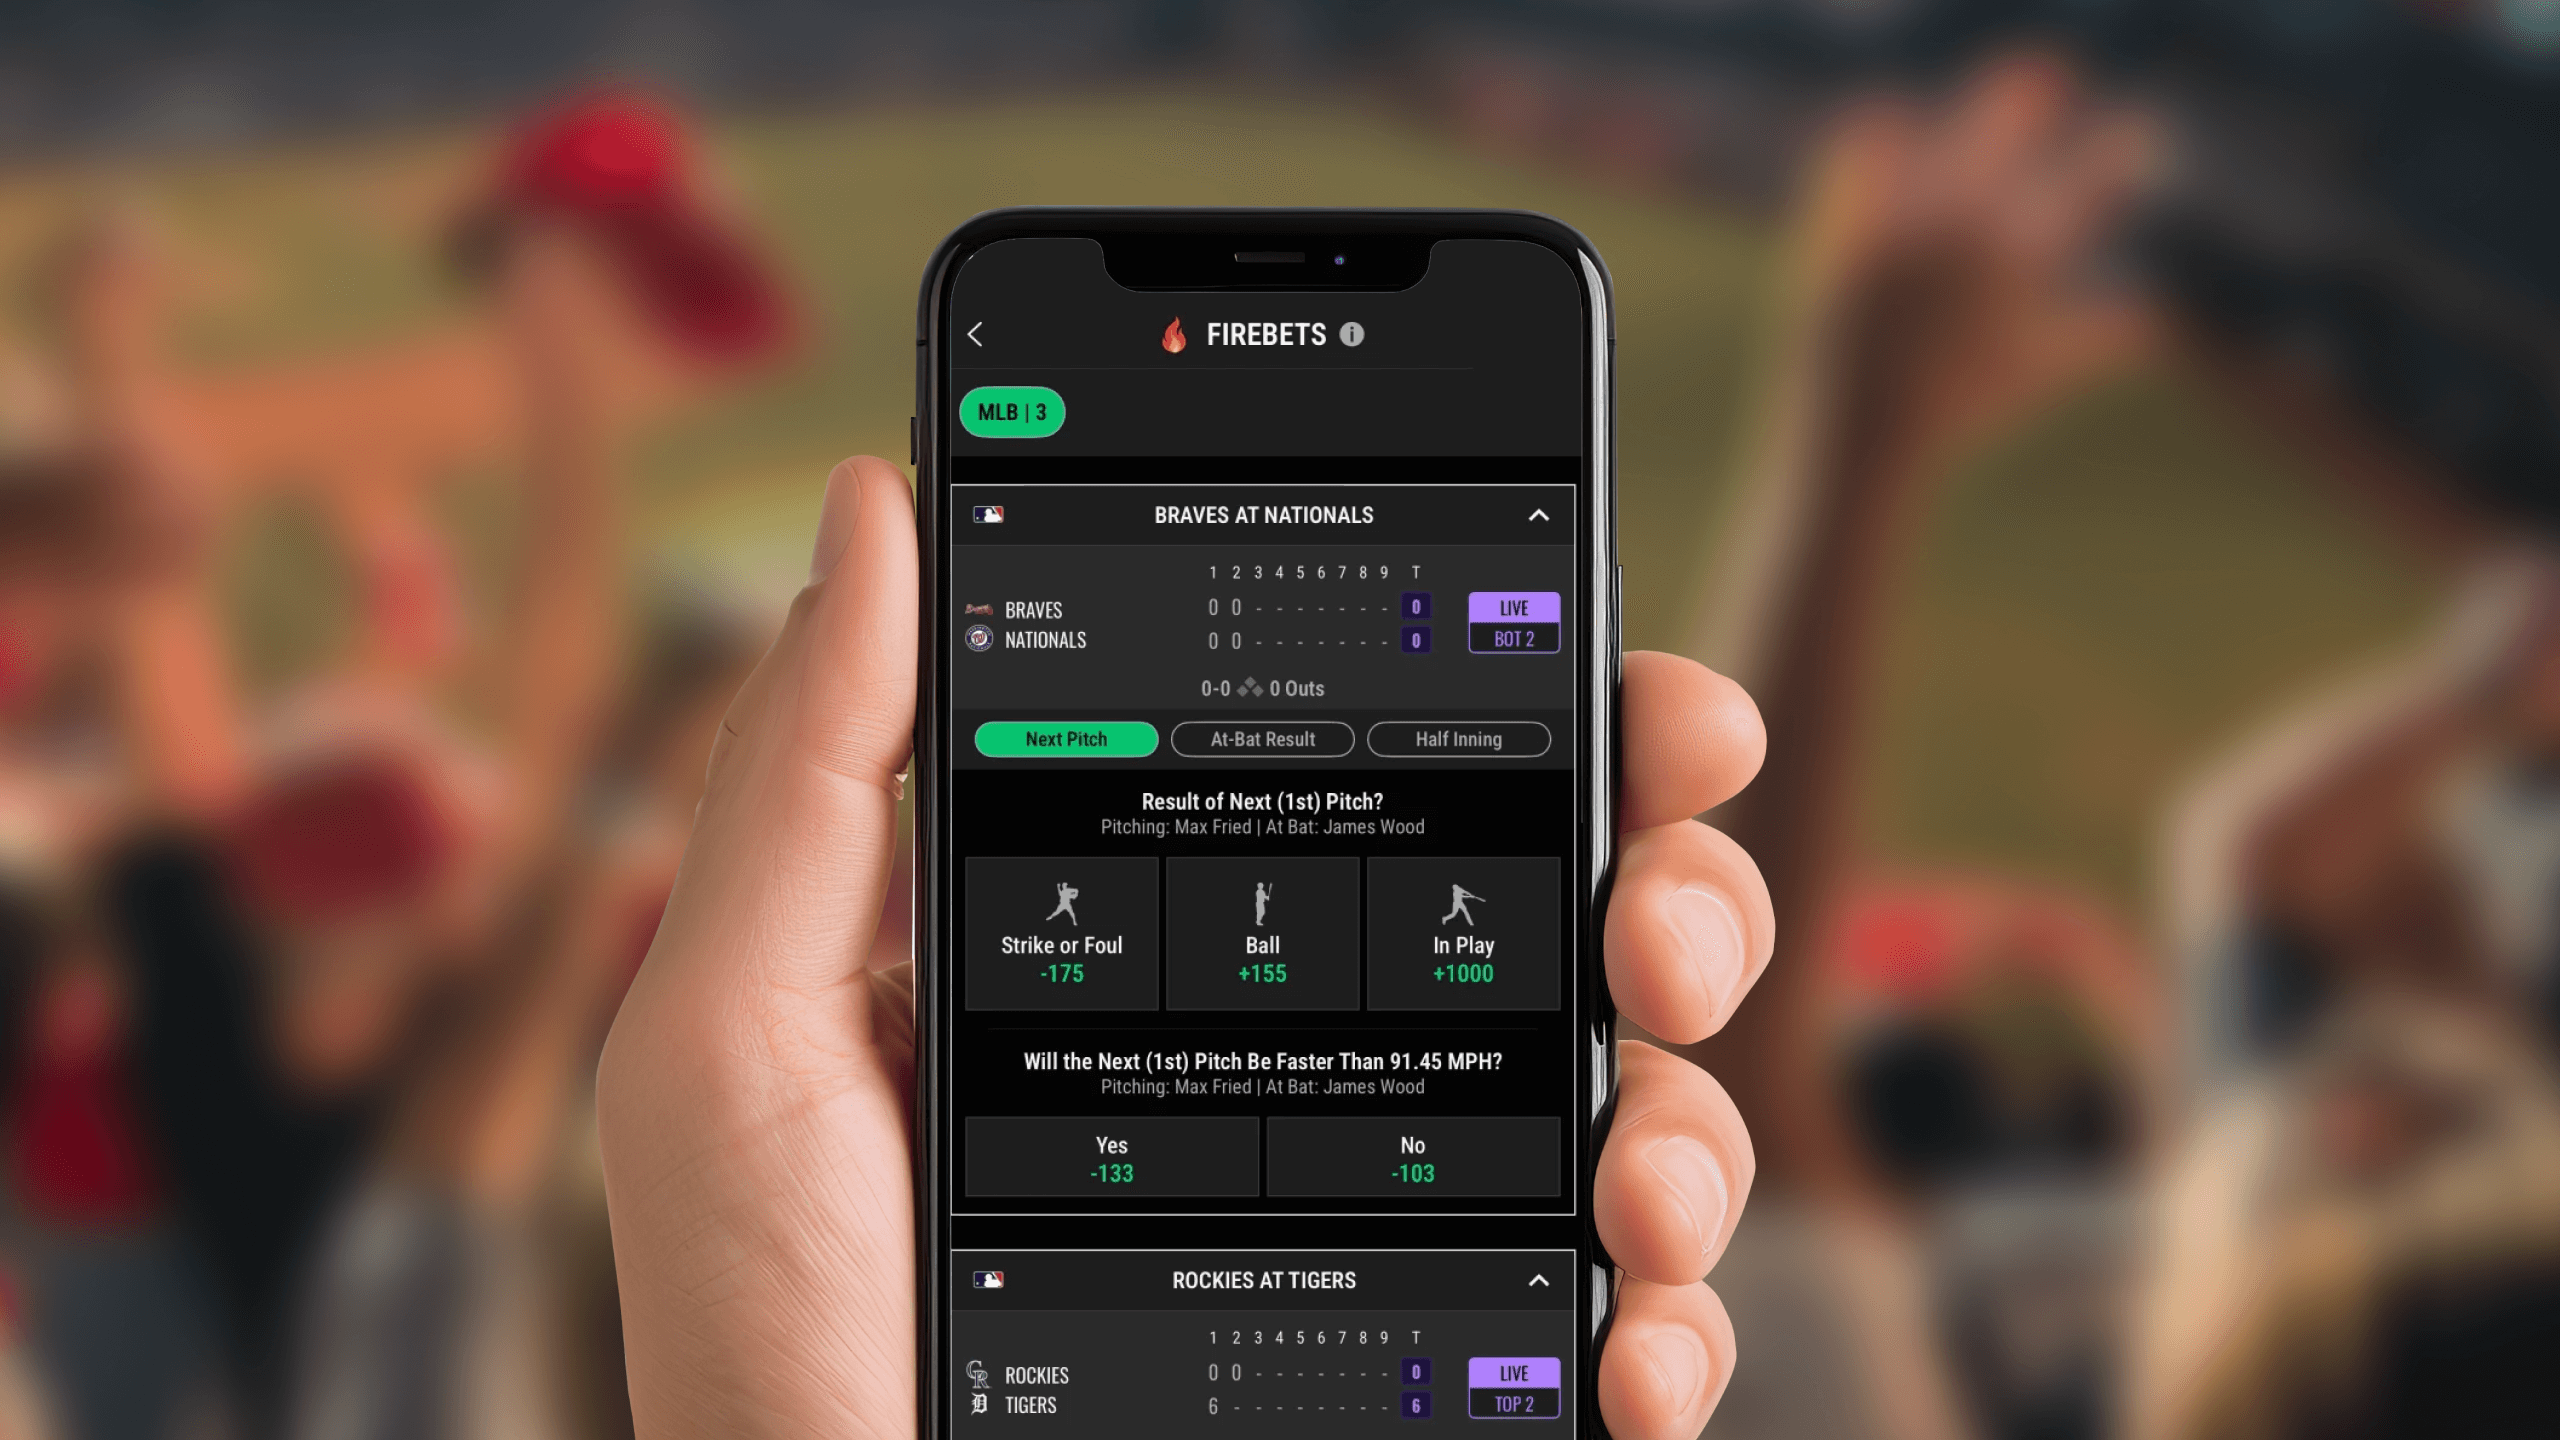 FIREBETS
MLB | 3
BRAVES AT NATIONALS
1 2 3 4 5 6 7 8 9 T
BRAVES 0 0 - - - - - - - 0
NATIONALS 0 0 - - - - - - - 0
LIVE
BOT 2
0-0 0 Outs
Next Pitch At-Bat Result Half Inning
Result of Next (1st) Pitch?
Pitching: Max Fried | At Bat: James Wood
Strike or Foul Ball In Play
-175 +155 +1000
Will the Next (1st) Pitch Be Faster Than 91.45 MPH?
Pitching: Max Fried | At Bat: James Wood
Yes No
-133 -103
ROCKIES AT TIGERS
1 2 3 4 5 6 7 8 9 T
ROCKIES 0 0 - - - - - - - 0
TIGERS 6 - - - - - - - - 6
LIVE
TOP 2